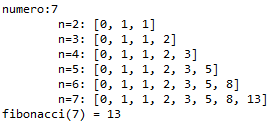 numero:7
n=2: [0, 1, 1]
n=3: [0, 1, 1, 2]
n=4: [0, 1, 1, 2, 3]
n=5: [0, 1, 1, 2, 3, 5]
n=6: [0, 1, 1, 2, 3, 5, 8]
n=7: [0, 1, 1, 2, 3, 5, 8, 13]
fibonacci(7) = 13